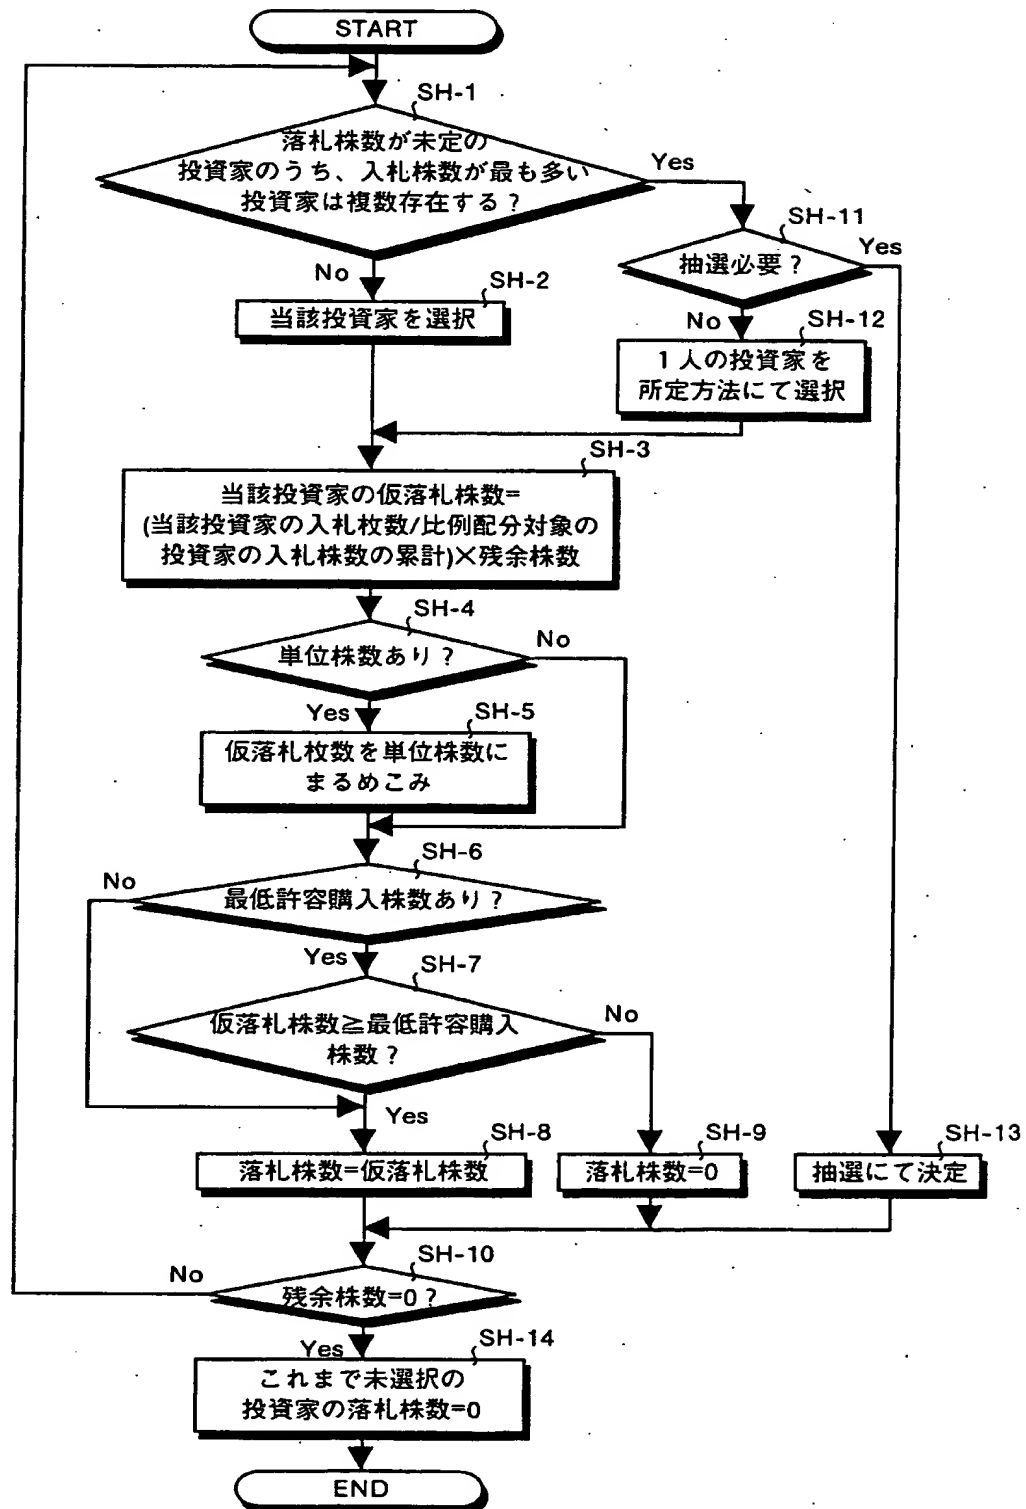 START
SH-1
落札株数が未定の
投資家のうち、入札株数が最も多い
投資家は複数存在する？
Yes
No
SH-11
抽選必要？
Yes
No
SH-2
当該投資家を選択
SH-12
1人の投資家を
所定方法にて選択
SH-3
当該投資家の仮落札株数=
(当該投資家の入札枚数/比例配分対象の
投資家の入札株数の累計)×残余株数
SH-4
単位株数あり？
No
Yes
SH-5
仮落札枚数を単位株数に
まるめこみ
SH-6
No
最低許容購入株数あり？
Yes
SH-7
仮落札株数≧最低許容購入
株数？
No
Yes
SH-8
落札株数=仮落札株数
SH-9
落札株数=0
SH-13
抽選にて決定
SH-10
No
残余株数=0？
Yes
SH-14
これまで未選択の
投資家の落札株数=0
END